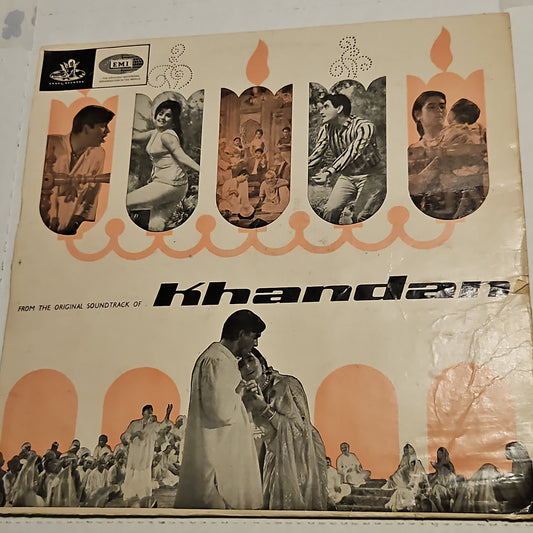 EMI
FROM THE ORIGINAL SOUNDTRACK OF ..
Khandan